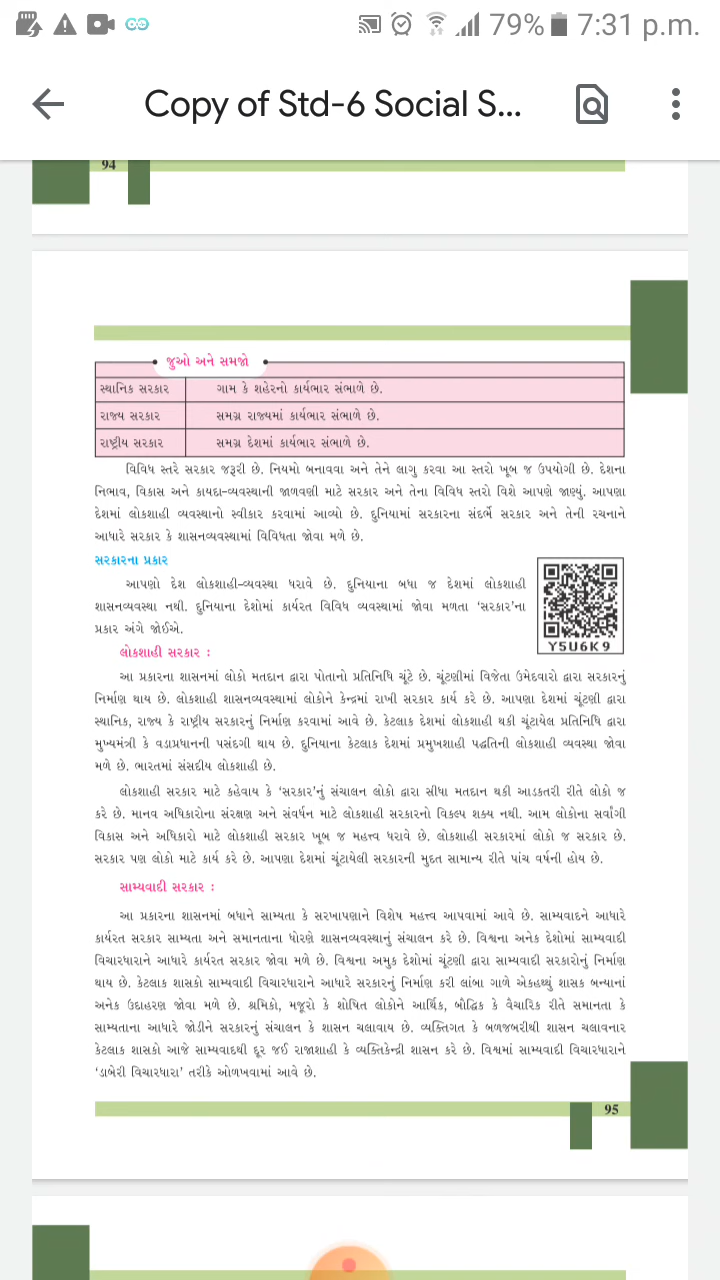 79% 7:31 p.m.
Copy of Std-6 Social S...
94
જુઓ અને સમજો
સ્થાનિક સરકાર ગામ કે શહેરનો કાર્યભાર સંભાળે છે.
રાજ્ય સરકાર સમગ્ર રાજ્યમાં કાર્યભાર સંભાળે છે.
રાષ્ટ્રીય સરકાર સમગ્ર દેશમાં કાર્યભાર સંભાળે છે.
વિવિધ સ્તરે સરકાર જરૂરી છે. નિયમો બનાવવા અને તેને લાગુ કરવા આ સ્તરો ખૂબ જ ઉપયોગી છે. દેશના
નિભાવ, વિકાસ અને કાયદા-વ્યવસ્થાની જાળવણી માટે સરકાર અને તેના વિવિધ સ્તરો વિશે આપણે જાણ્યું. આપણા
દેશમાં લોકશાહી વ્યવસ્થાનો સ્વીકાર કરવામાં આવ્યો છે. દુનિયામાં સરકારના સંદર્ભે સરકાર અને તેની રચનાને
આધારે સરકાર કે શાસનવ્યવસ્થામાં વિવિધતા જોવા મળે છે.
સરકારના પ્રકાર
આપણો દેશ લોકશાહી-વ્યવસ્થા ધરાવે છે. દુનિયાના બધા જ દેશમાં લોકશાહી
શાસનવ્યવસ્થા નથી. દુનિયાના દેશોમાં કાર્યરત વિવિધ વ્યવસ્થામાં જોવા મળતા ‘સરકાર’ના
પ્રકાર અંગે જોઈએ.
Y5U6K9
લોકશાહી સરકાર :
આ પ્રકારના શાસનમાં લોકો મતદાન દ્વારા પોતાનો પ્રતિનિધિ ચૂંટે છે. ચૂંટણીમાં વિજેતા ઉમેદવારો દ્વારા સરકારનું
નિર્માણ થાય છે. લોકશાહી શાસનવ્યવસ્થામાં લોકોને કેન્દ્રમાં રાખી સરકાર કાર્ય કરે છે. આપણા દેશમાં ચૂંટણી દ્વારા
સ્થાનિક, રાજ્ય કે રાષ્ટ્રીય સરકારનું નિર્માણ કરવામાં આવે છે. કેટલાક દેશમાં લોકશાહી થકી ચૂંટાયેલ પ્રતિનિધિ દ્વારા
મુખ્યમંત્રી કે વડાપ્રધાનની પસંદગી થાય છે. દુનિયાના કેટલાક દેશમાં પ્રમુખશાહી પદ્ધતિની લોકશાહી વ્યવસ્થા જોવા
મળે છે. ભારતમાં સંસદીય લોકશાહી છે.
લોકશાહી સરકાર માટે કહેવાય કે ‘સરકાર’નું સંચાલન લોકો દ્વારા સીધા મતદાન થકી આડકતરી રીતે લોકો જ
કરે છે. માનવ અધિકારોના સંરક્ષણ અને સંવર્ધન માટે લોકશાહી સરકારનો વિકલ્પ શક્ય નથી. આમ લોકોના સર્વાંગી
વિકાસ અને અધિકારો માટે લોકશાહી સરકાર ખૂબ જ મહત્ત્વ ધરાવે છે. લોકશાહી સરકારમાં લોકો જ સરકાર છે.
સરકાર પણ લોકો માટે કાર્ય કરે છે. આપણા દેશમાં ચૂંટાયેલી સરકારની મુદત સામાન્ય રીતે પાંચ વર્ષની હોય છે.
સામ્યવાદી સરકાર :
આ પ્રકારના શાસનમાં બધાને સામ્યતા કે સરખાપણાને વિશેષ મહત્ત્વ આપવામાં આવે છે. સામ્યવાદને આધારે
કાર્યરત સરકાર સામ્યતા અને સમાનતાના ધોરણે શાસનવ્યવસ્થાનું સંચાલન કરે છે. વિશ્વના અનેક દેશોમાં સામ્યવાદી
વિચારધારાને આધારે કાર્યરત સરકાર જોવા મળે છે. વિશ્વના અમુક દેશોમાં ચૂંટણી દ્વારા સામ્યવાદી સરકારોનું નિર્માણ
થાય છે. કેટલાક શાસકો સામ્યવાદી વિચારધારાને આધારે સરકારનું નિર્માણ કરી લાંબા ગાળે એકહથ્થું શાસક બન્યાનાં
અનેક ઉદાહરણ જોવા મળે છે. શ્રમિકો, મજૂરો કે શોષિત લોકોને આર્થિક, બૌદ્ધિક કે વૈચારિક રીતે સમાનતા કે
સામ્યતાના આધારે જોડીને સરકારનું સંચાલન કે શાસન ચલાવાય છે. વ્યક્તિગત કે બળજબરીથી શાસન ચલાવનાર
કેટલાક શાસકો આજે સામ્યવાદથી દૂર જઈ રાજાશાહી કે વ્યક્તિકેન્દ્રી શાસન કરે છે. વિશ્વમાં સામ્યવાદી વિચારધારાને
‘ડાબેરી વિચારધારા’ તરીકે ઓળખવામાં આવે છે.
95